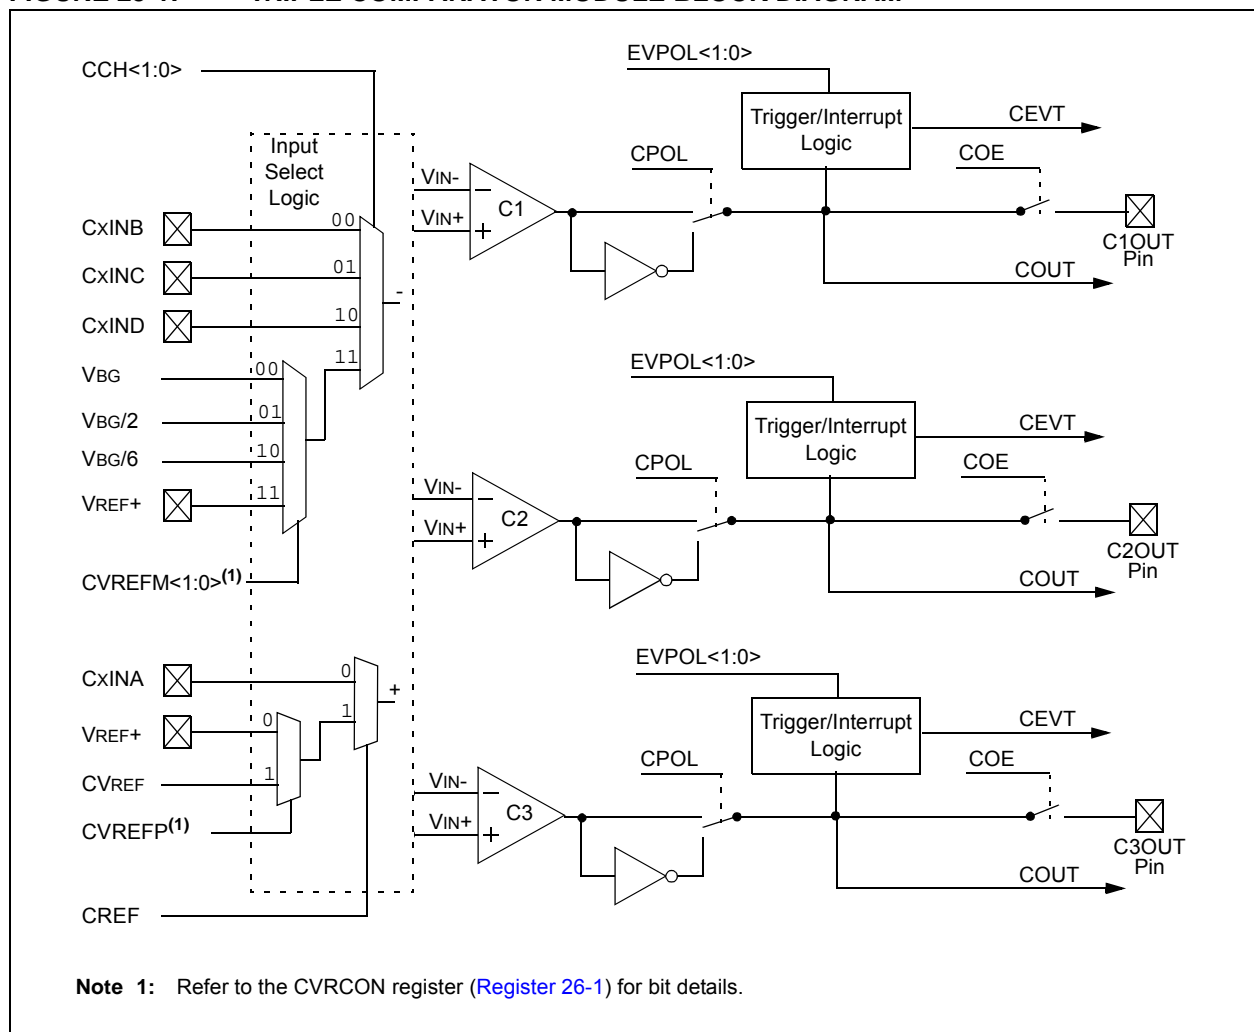 CCH<1:0>
Input
Select
Logic
CxINB
00
CxINC
01
CxIND
10
11
-
VBG
00
VBG/2
01
VBG/6
10
VREF+
11
CVREFM<1:0>(1)
CxINA
0
1
+
VREF+
0
CVREF
1
CVREFP(1)
CREF
EVPOL<1:0>
Trigger/Interrupt
Logic
CEVT
CPOL
COE
VIN-
VIN+
−
+
C1
C1OUT
Pin
COUT
EVPOL<1:0>
Trigger/Interrupt
Logic
CEVT
CPOL
COE
VIN-
VIN+
−
+
C2
C2OUT
Pin
COUT
EVPOL<1:0>
Trigger/Interrupt
Logic
CEVT
CPOL
COE
VIN-
VIN+
−
+
C3
C3OUT
Pin
COUT
Note 1: Refer to the CVRCON register (Register 26-1) for bit details.